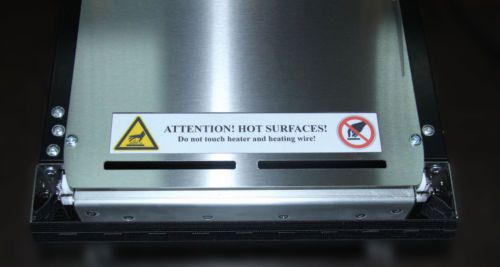 ATTENTION! HOT SURFACES!
Do not touch heater and heating wire!